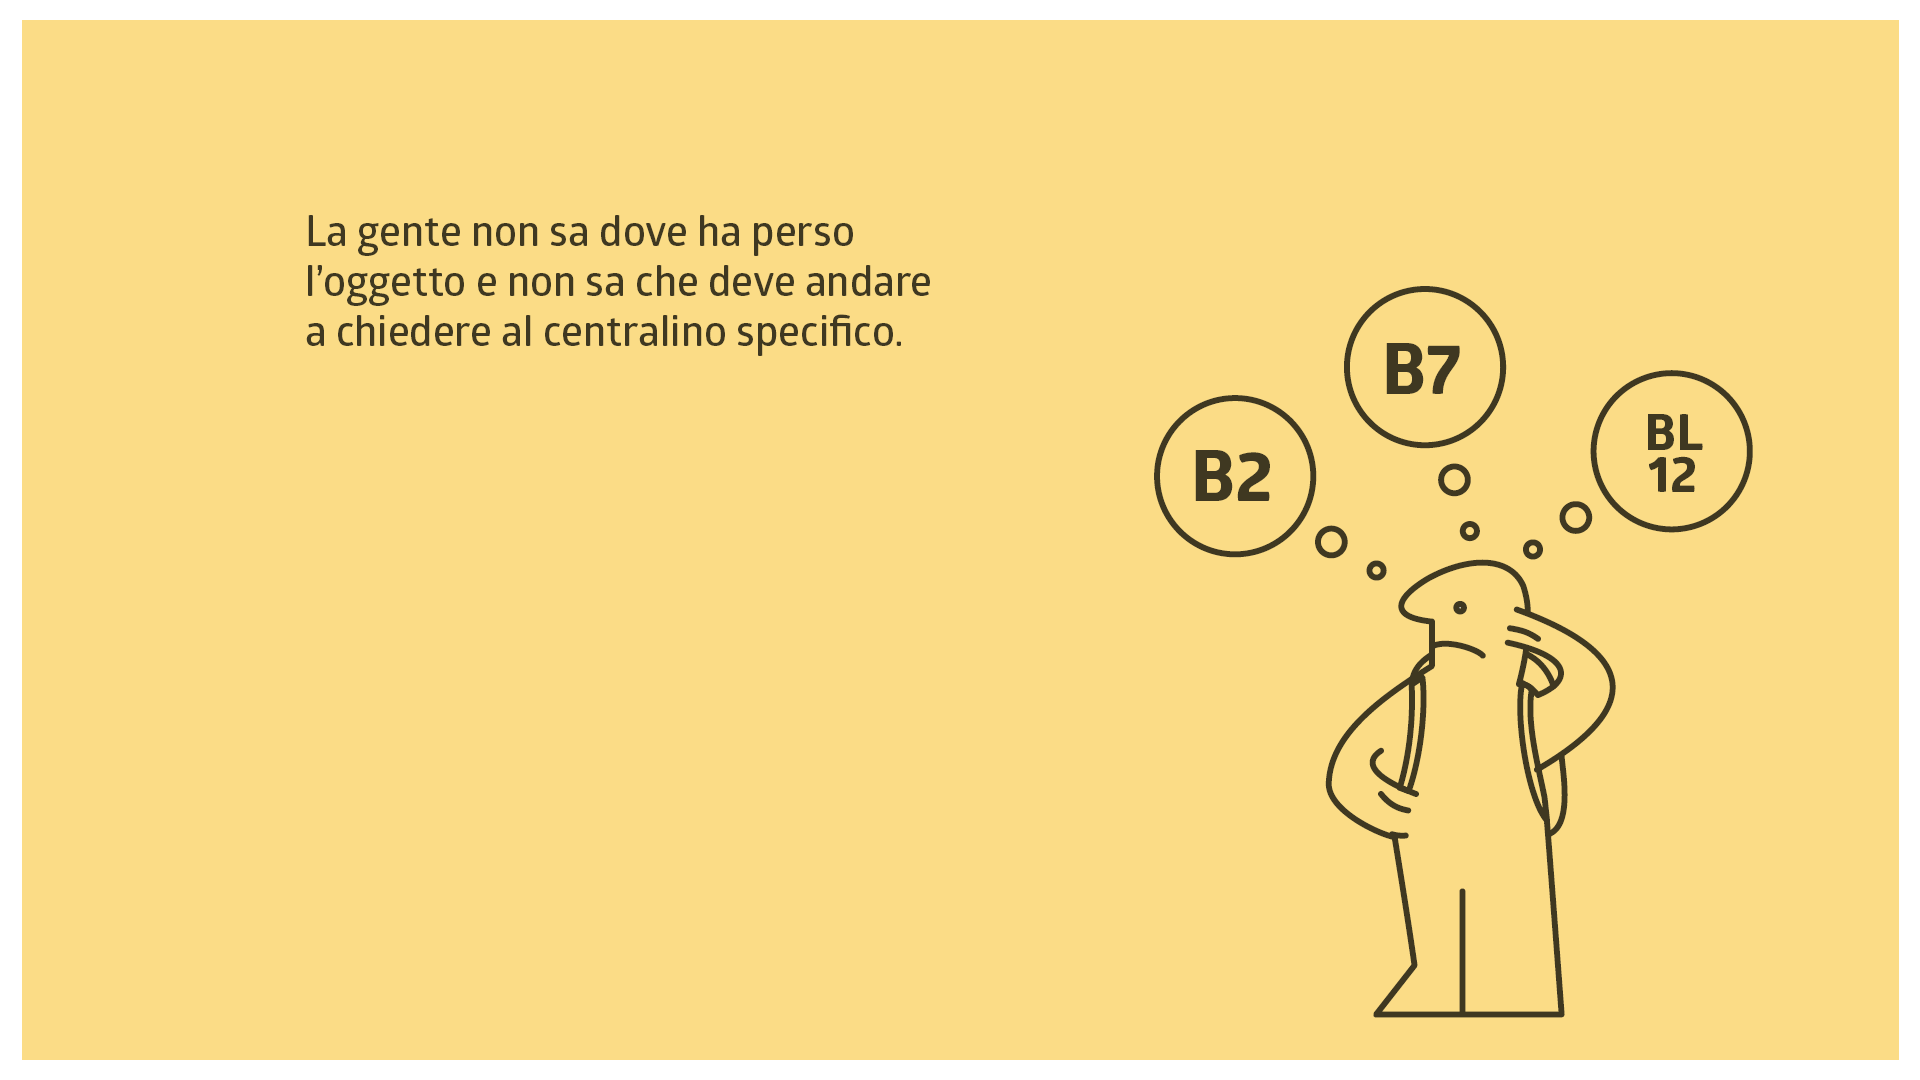 La gente non sa dove ha perso
l’oggetto e non sa che deve andare
a chiedere al centralino specifico.
B7
B2
BL
12